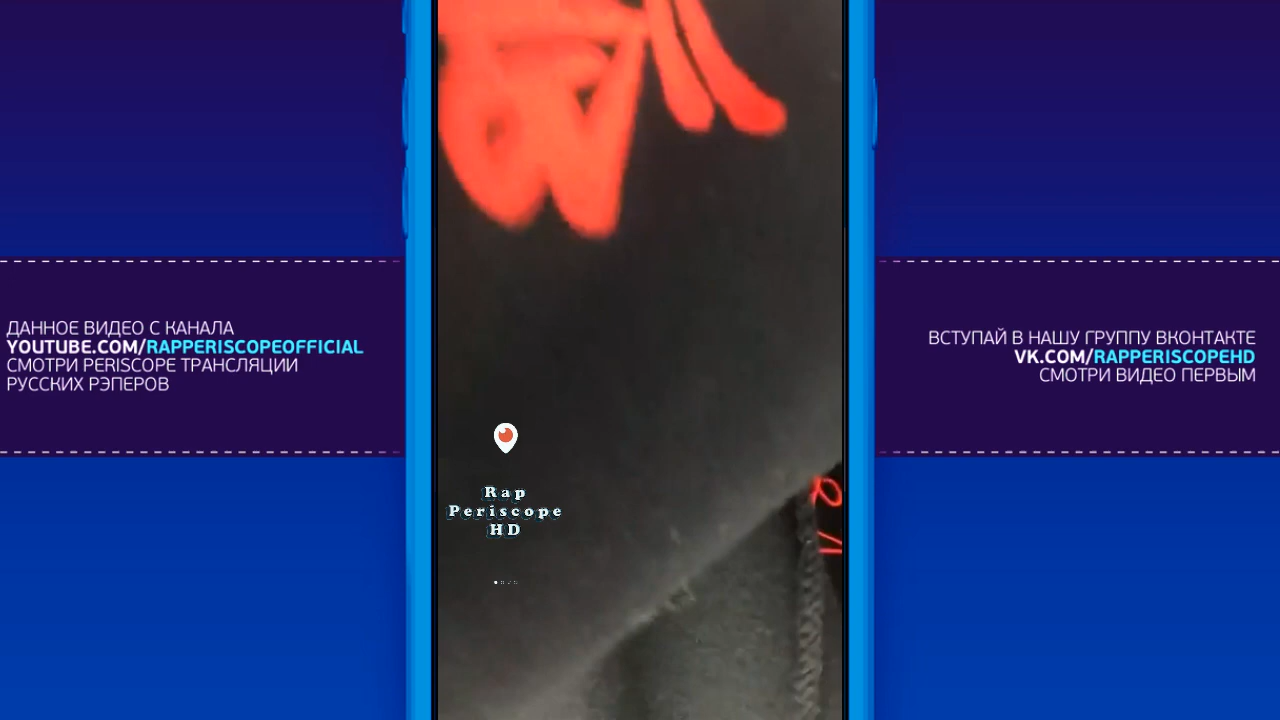 ДАННОЕ ВИДЕО С КАНАЛА
YOUTUBE.COM/RAPPERISCOPEOFFICIAL
СМОТРИ PERISCOPE ТРАНСЛЯЦИИ
РУССКИХ РЭПЕРОВ
Rap
Periscope
HD
ВСТУПАЙ В НАШУ ГРУППУ ВКОНТАКТЕ
VK.COM/RAPPERISCOPEHD
СМОТРИ ВИДЕО ПЕРВЫМ